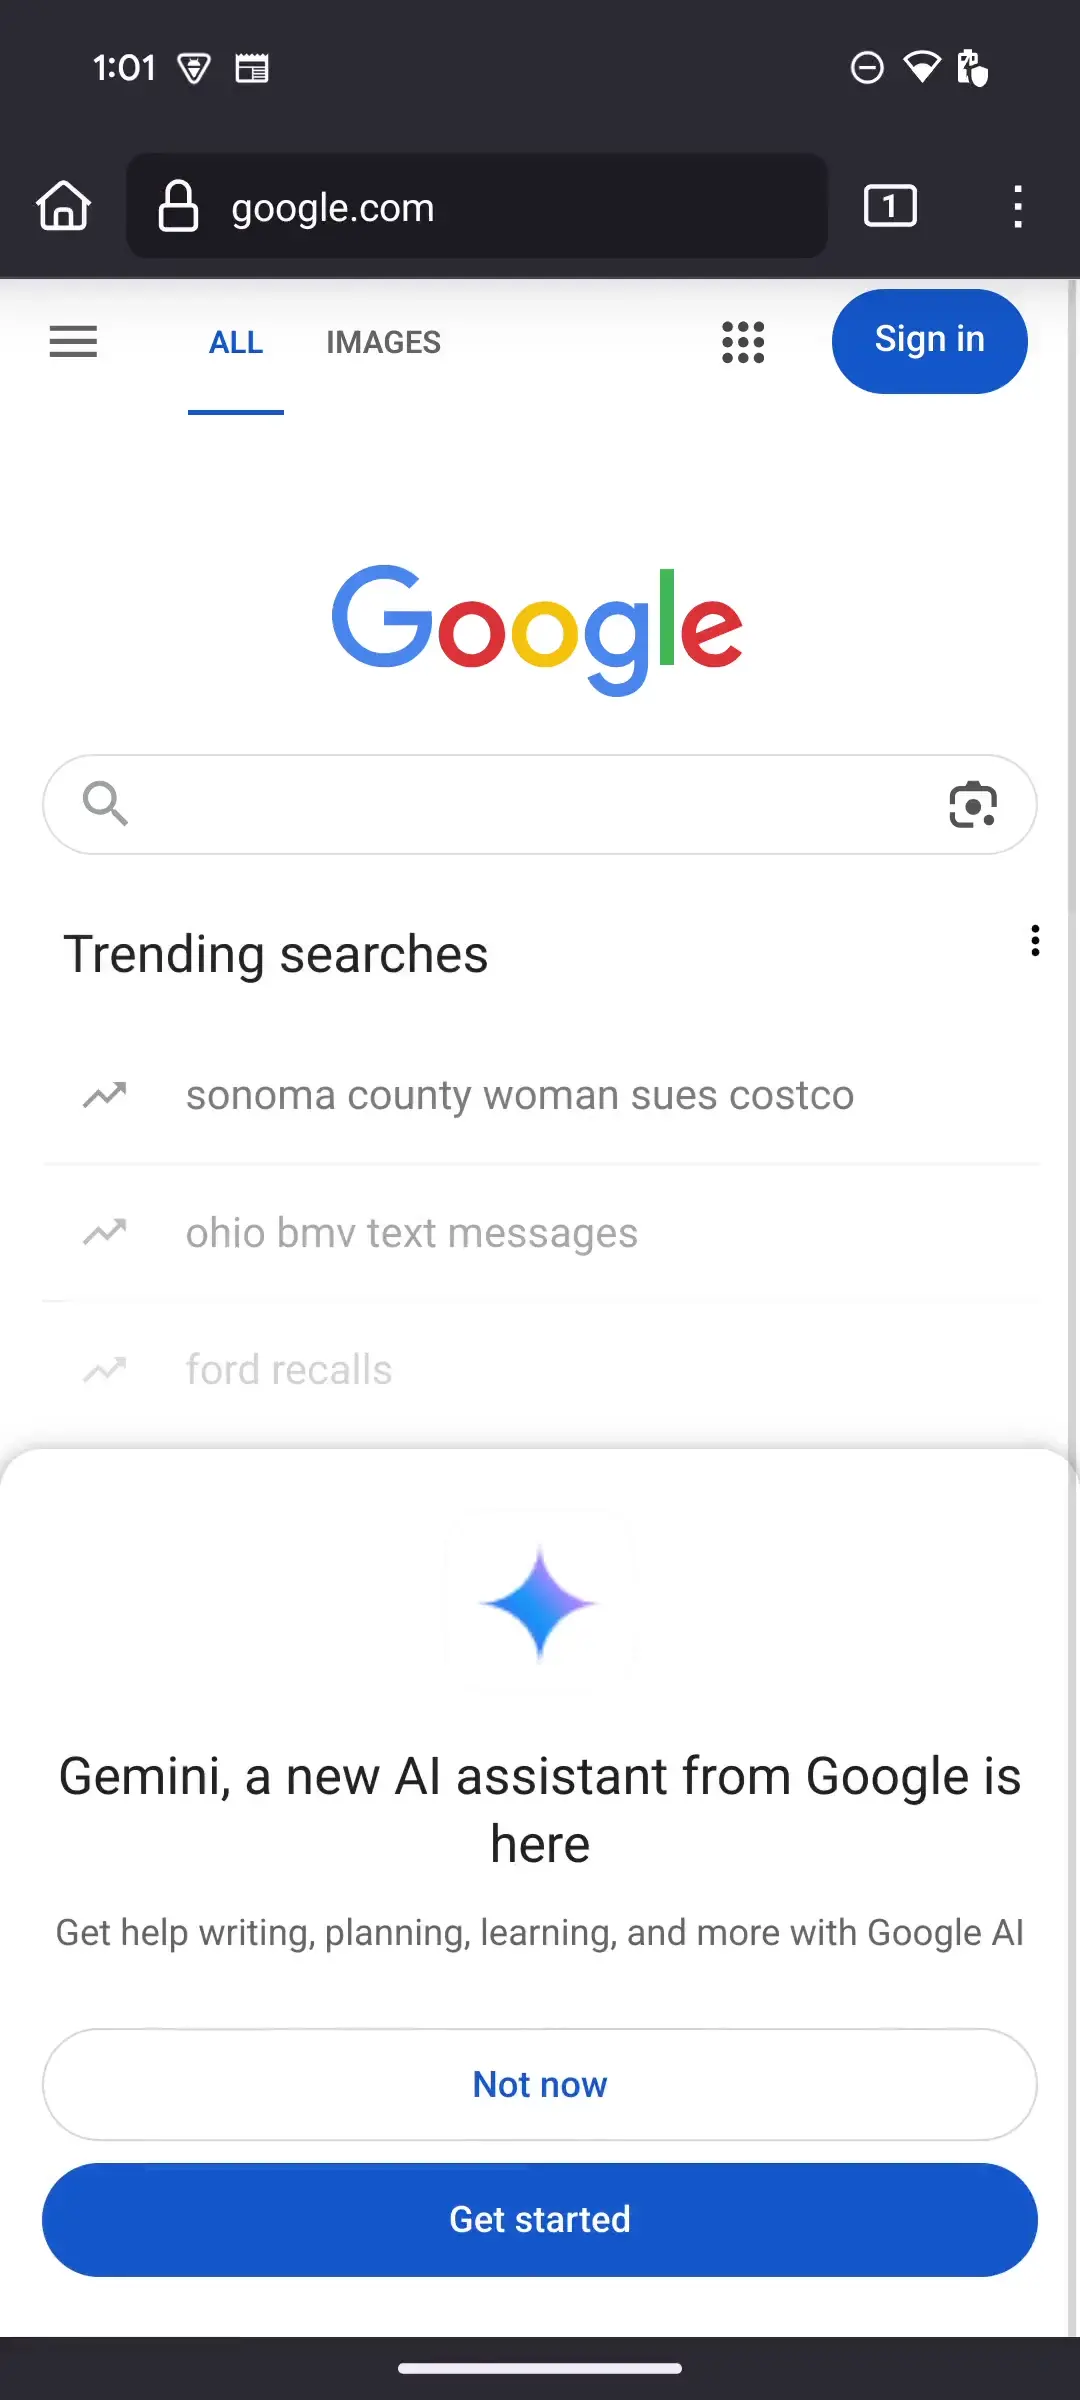 1:01
google.com
1
ALL
IMAGES
Sign in
Google
Trending searches
sonoma county woman sues costco
ohio bmv text messages
ford recalls
Gemini, a new AI assistant from Google is
here
Get help writing, planning, learning, and more with Google AI
Not now
Get started